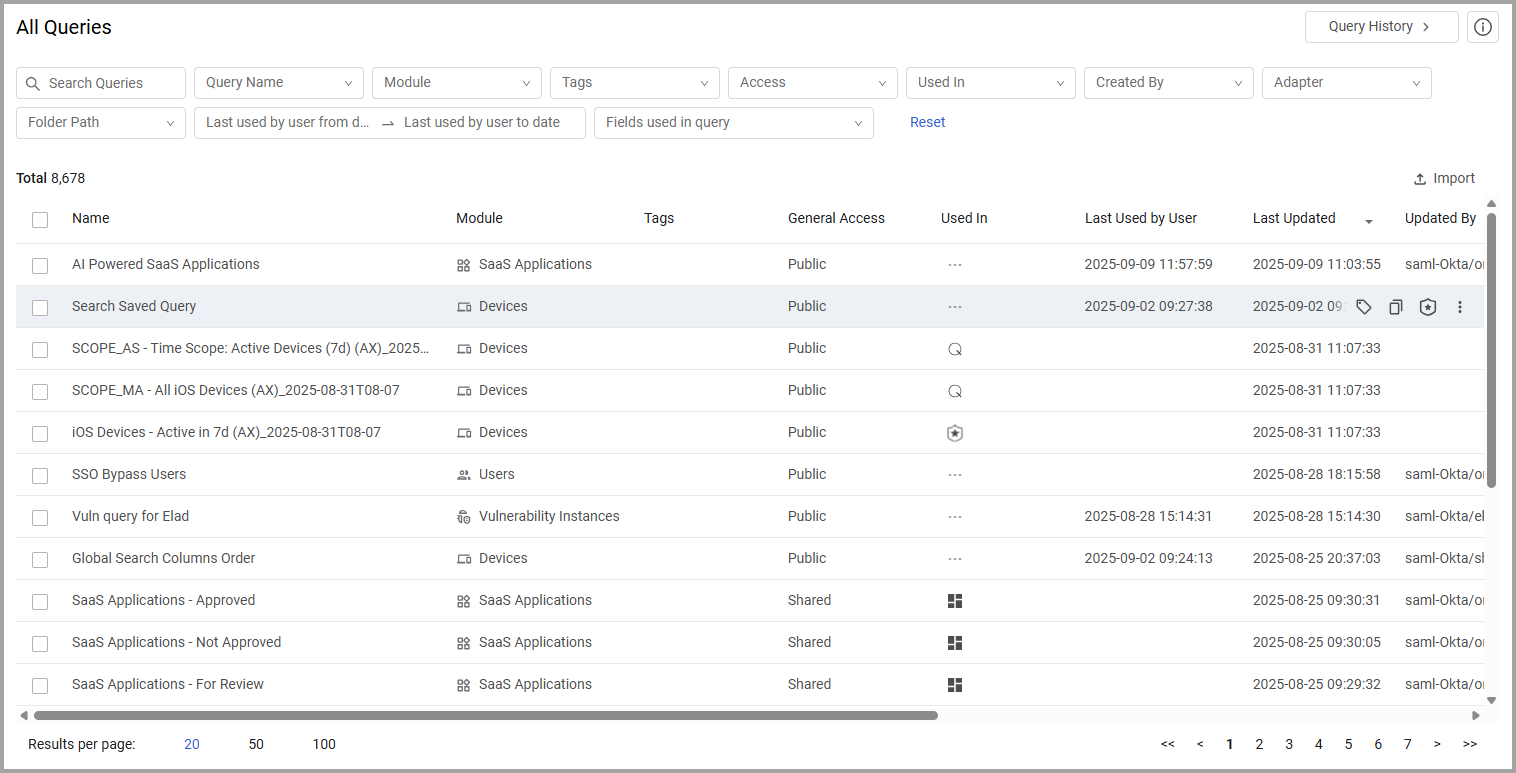 All Queries
Query History
Search Queries Query Name Module Tags Access Used In Created By Adapter
Folder Path Last used by user from d... Last used by user to date Fields used in query Reset
Total 8,678 Import
Name Module Tags General Access Used In Last Used by User Last Updated Updated By
AI Powered SaaS Applications SaaS Applications Public --- 2025-09-09 11:57:59 2025-09-09 11:03:55 saml-Okta/
Search Saved Query Devices Public --- 2025-09-02 09:27:38 2025-09-02 09:
SCOPE_AS - Time Scope: Active Devices (7d) (AX)_2025... Devices Public 2025-08-31 11:07:33
SCOPE_MA - All iOS Devices (AX)_2025-08-31T08-07 Devices Public 2025-08-31 11:07:33
iOS Devices - Active in 7d (AX)_2025-08-31T08-07 Devices Public 2025-08-31 11:07:33
SSO Bypass Users Users Public --- 2025-08-28 18:15:58 saml-Okta/
Vuln query for Elad Vulnerability Instances Public --- 2025-08-28 15:14:31 2025-08-28 15:14:30 saml-Okta/
Global Search Columns Order Devices Public --- 2025-09-02 09:24:13 2025-08-25 20:37:03 saml-Okta/
SaaS Applications - Approved SaaS Applications Shared 2025-08-25 09:30:31 saml-Okta/
SaaS Applications - Not Approved SaaS Applications Shared 2025-08-25 09:30:05 saml-Okta/
SaaS Applications - For Review SaaS Applications Shared 2025-08-25 09:29:32 saml-Okta/
Results per page: 20 50 100 << < 1 2 3 4 5 6 7 > >>